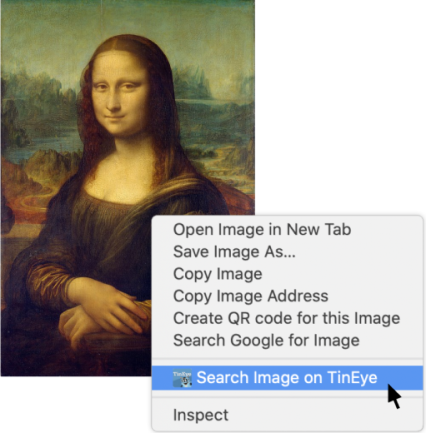 Open Image in New Tab
Save Image As...
Copy Image
Copy Image Address
Create QR code for this Image
Search Google for Image
TinEye Search Image on TinEye
Inspect